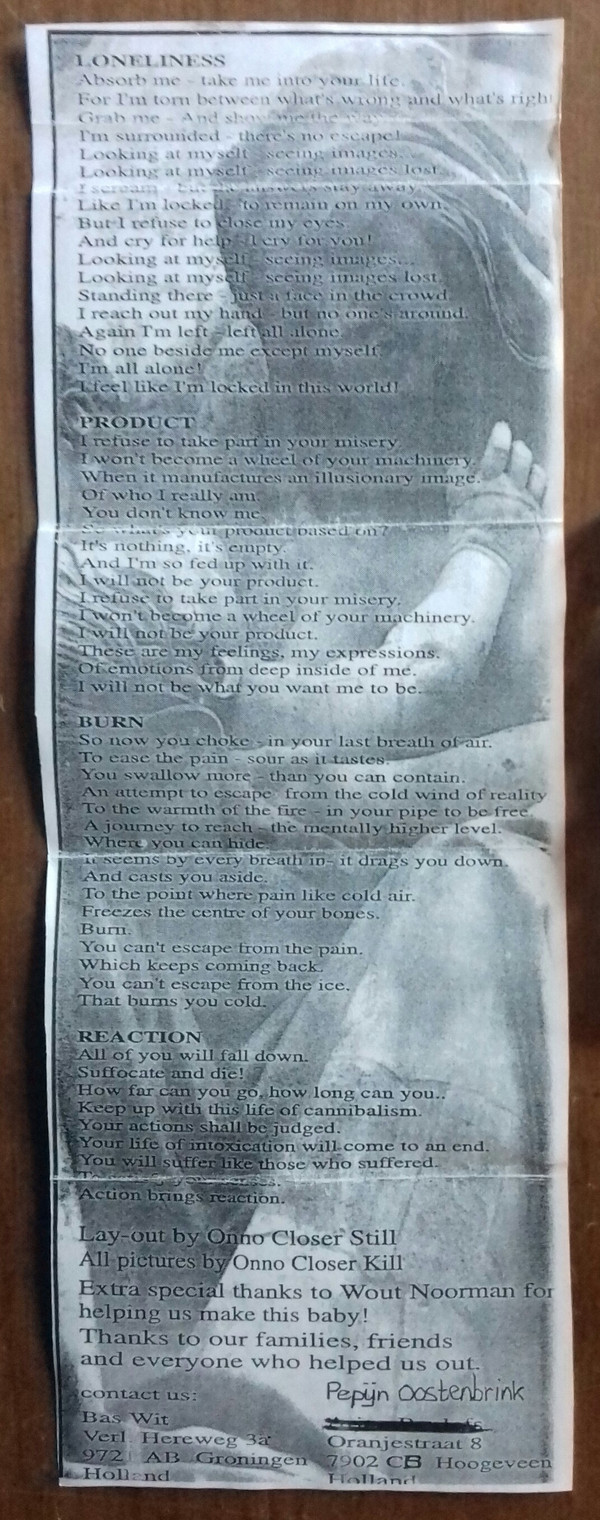 LONELINESS
Absorb me - take me into your life.
For I'm torn between what's wrong and what's right
Grab me - And show me the
I'm surrounded - there's no escape!
Looking at myself - seeing images...
Looking at myself - seeing images lost.
I scream - but the answers stay away.
Like I'm locked, to remain on my own.
But I refuse to close my eyes.
And cry for help - I cry for you!
Looking at myself - seeing images...
Looking at myself - seeing images lost.
Standing there - just a face in the crowd.
I reach out my hand - but no one's around.
Again I'm left - left all alone.
No one beside me except myself.
I'm all alone!
I feel like I'm locked in this world!
PRODUCT
I refuse to take part in your misery.
I won't become a wheel of your machinery.
When it manufactures an illusionary image.
Of who I really am.
You don't know me.
So what's your product based on?
It's nothing, it's empty.
And I'm so fed up with it.
I will not be your product.
I refuse to take part in your misery.
I won't become a wheel of your machinery.
I will not be your product.
These are my feelings, my expressions.
Of emotions from deep inside of me.
I will not be what you want me to be.
BURN
So now you choke - in your last breath of air.
To ease the pain - sour as it tastes.
You swallow more - than you can contain.
An attempt to escape from the cold wind of reality
To the warmth of the fire - in your pipe to be free.
A journey to reach - the mentally higher level.
Where you can hide.
It seems by every breath in- it drags you down.
And casts you aside.
To the point where pain like cold air.
Freezes the centre of your bones.
Burn.
You can't escape from the pain.
Which keeps coming back.
You can't escape from the ice.
That burns you cold.
REACTION
All of you will fall down.
Suffocate and die!
How far can you go, how long can you..
Keep up with this life of cannibalism.
Your actions shall be judged.
Your life of intoxication will come to an end.
You will suffer like those who suffered.
Action brings reaction.
Lay-out by Onno Closer Still
All pictures by Onno Closer Kill
Extra special thanks to Wout Noorman for
helping us make this baby!
Thanks to our families, friends
and everyone who helped us out.
contact us:
Bas Wit
Verl. Hereweg 3a
972 AB Groningen
Holland
Pepijn Oostenbrink
Oranjestraat 8
7902 CB Hoogeveen
Holland